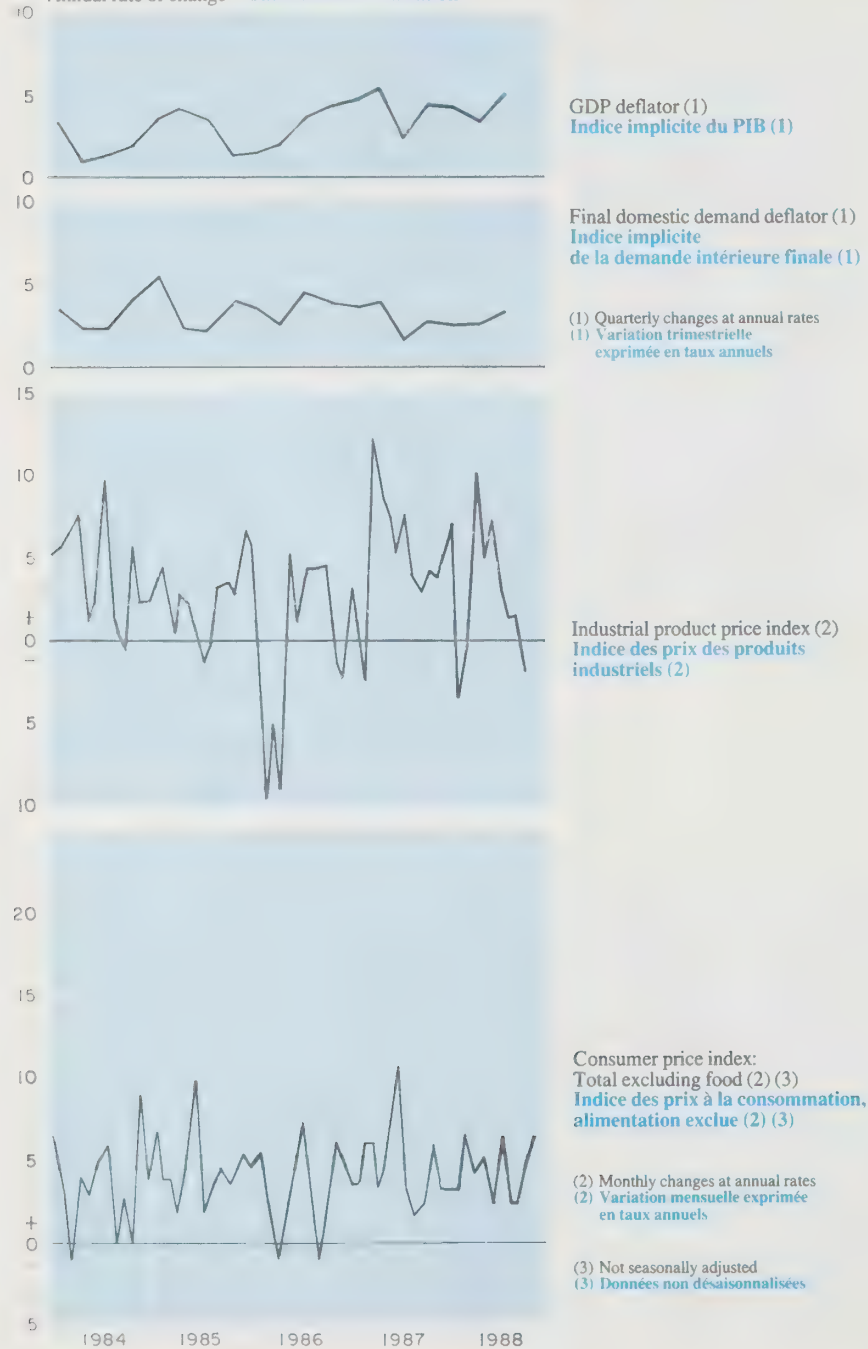 Annual rate of change
10
5
0
GDP deflator (1)
Indice implicite du PIB (1)
10
5
0
Final domestic demand deflator (1)
Indice implicite
de la demande intérieure finale (1)
(1) Quarterly changes at annual rates
(1) Variation trimestrielle
exprimée en taux annuels
15
10
5
+
0
–
5
10
Industrial product price index (2)
Indice des prix des produits
industriels (2)
20
15
10
5
+
0
5
Consumer price index:
Total excluding food (2) (3)
Indice des prix à la consommation,
alimentation exclue (2) (3)
(2) Monthly changes at annual rates
(2) Variation mensuelle exprimée
en taux annuels
(3) Not seasonally adjusted
(3) Données non désaisonnalisées
1984 1985 1986 1987 1988